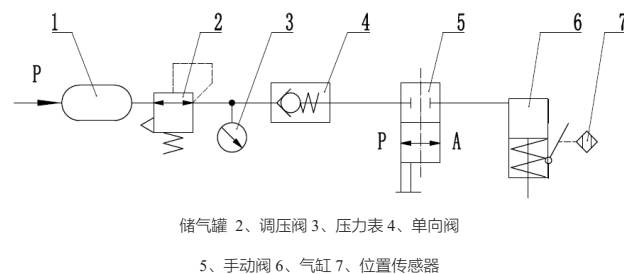 1 2 3 4 5 6 7
P
P A
储气罐 2、调压阀 3、压力表 4、单向阀
5、手动阀 6、气缸 7、位置传感器